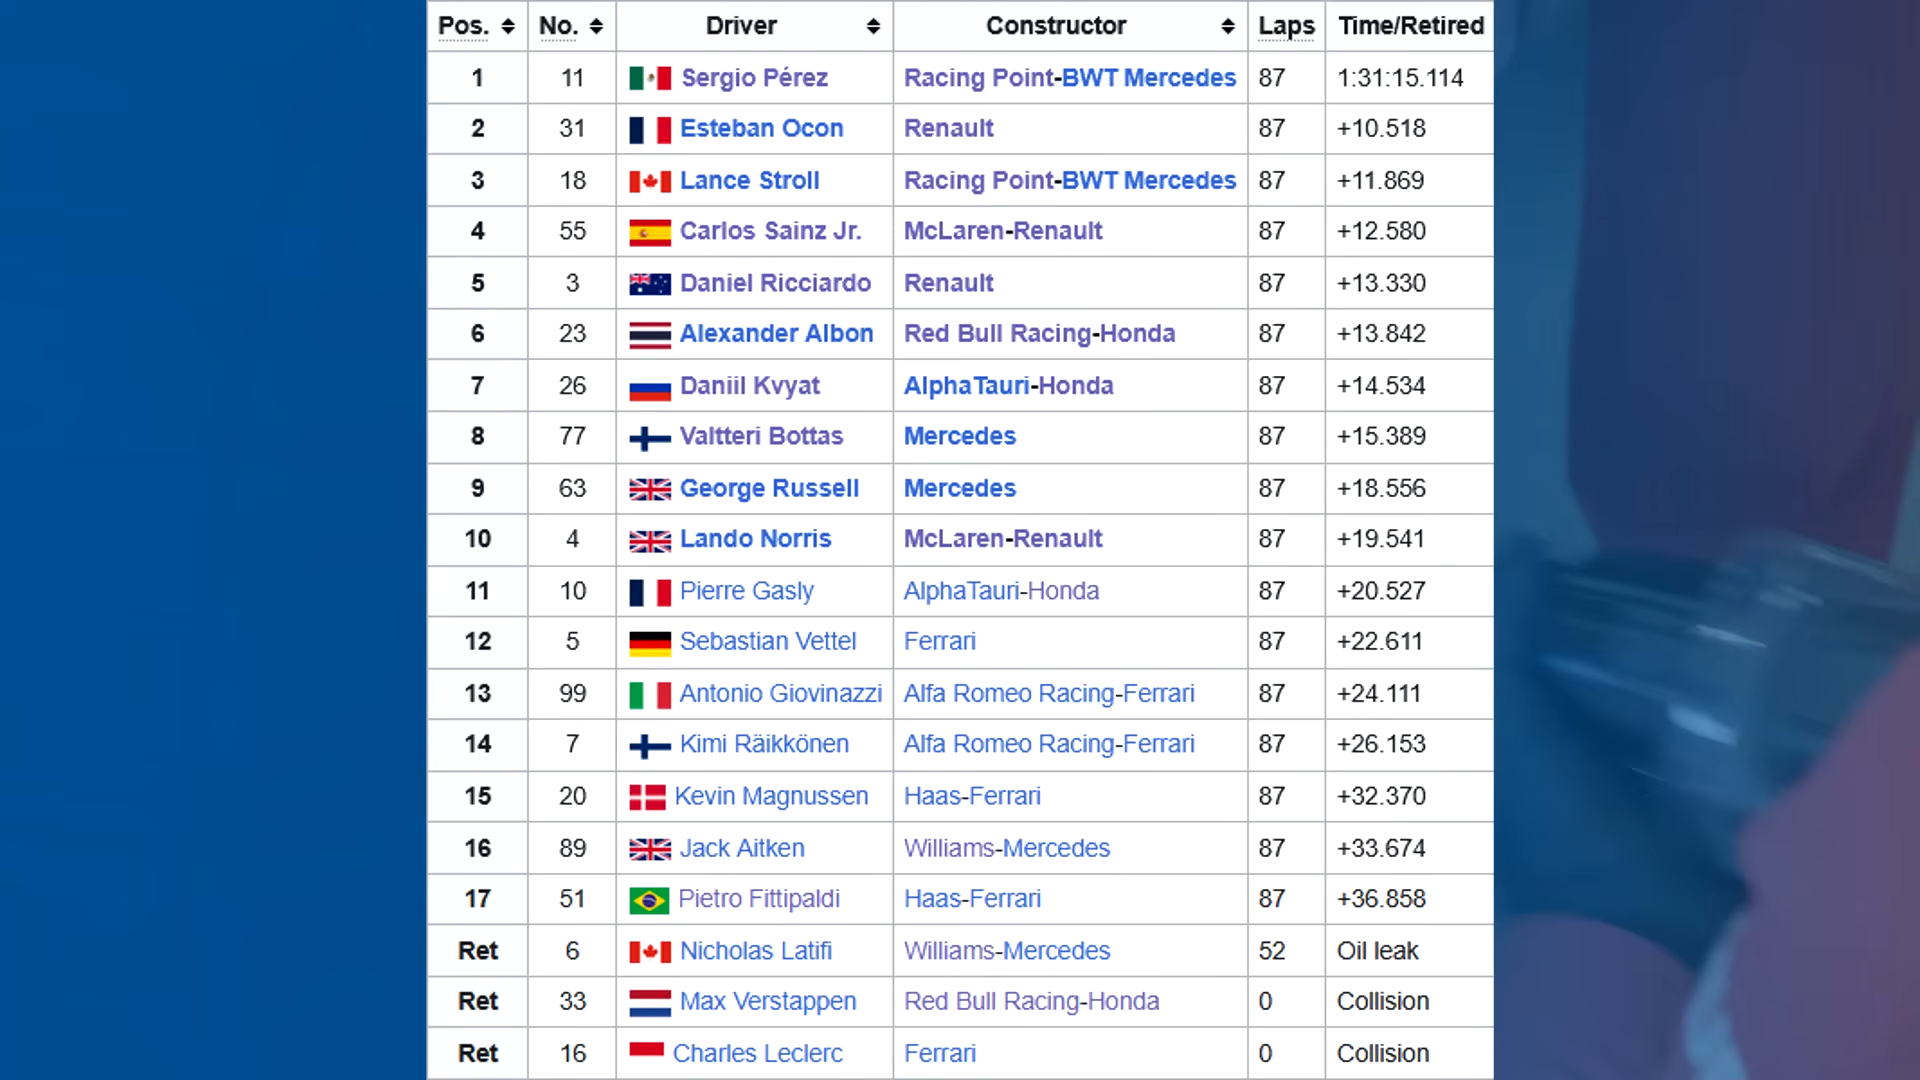 Pos. No. Driver Constructor Laps Time/Retired
1 11 Sergio Pérez Racing Point-BWT Mercedes 87 1:31:15.114
2 31 Esteban Ocon Renault 87 +10.518
3 18 Lance Stroll Racing Point-BWT Mercedes 87 +11.869
4 55 Carlos Sainz Jr. McLaren-Renault 87 +12.580
5 3 Daniel Ricciardo Renault 87 +13.330
6 23 Alexander Albon Red Bull Racing-Honda 87 +13.842
7 26 Daniil Kvyat AlphaTauri-Honda 87 +14.534
8 77 Valtteri Bottas Mercedes 87 +15.389
9 63 George Russell Mercedes 87 +18.556
10 4 Lando Norris McLaren-Renault 87 +19.541
11 10 Pierre Gasly AlphaTauri-Honda 87 +20.527
12 5 Sebastian Vettel Ferrari 87 +22.611
13 99 Antonio Giovinazzi Alfa Romeo Racing-Ferrari 87 +24.111
14 7 Kimi Räikkönen Alfa Romeo Racing-Ferrari 87 +26.153
15 20 Kevin Magnussen Haas-Ferrari 87 +32.370
16 89 Jack Aitken Williams-Mercedes 87 +33.674
17 51 Pietro Fittipaldi Haas-Ferrari 87 +36.858
Ret 6 Nicholas Latifi Williams-Mercedes 52 Oil leak
Ret 33 Max Verstappen Red Bull Racing-Honda 0 Collision
Ret 16 Charles Leclerc Ferrari 0 Collision